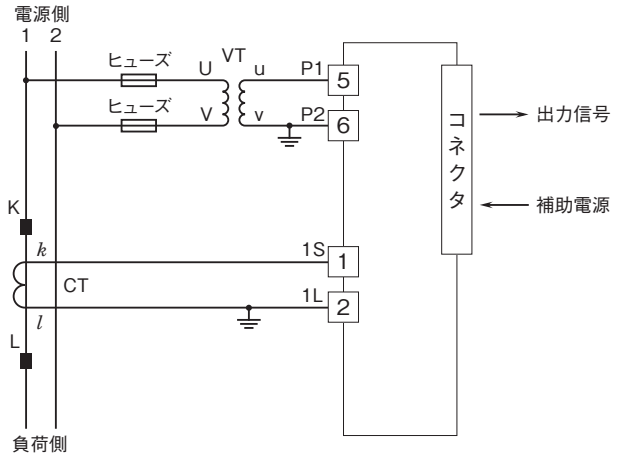 電源側
1 2
ヒューズ U VT u P1 5
ヒューズ V v P2 6
コネクタ
出力信号
補助電源
K
k 1S 1
CT
l 1L 2
L
負荷側